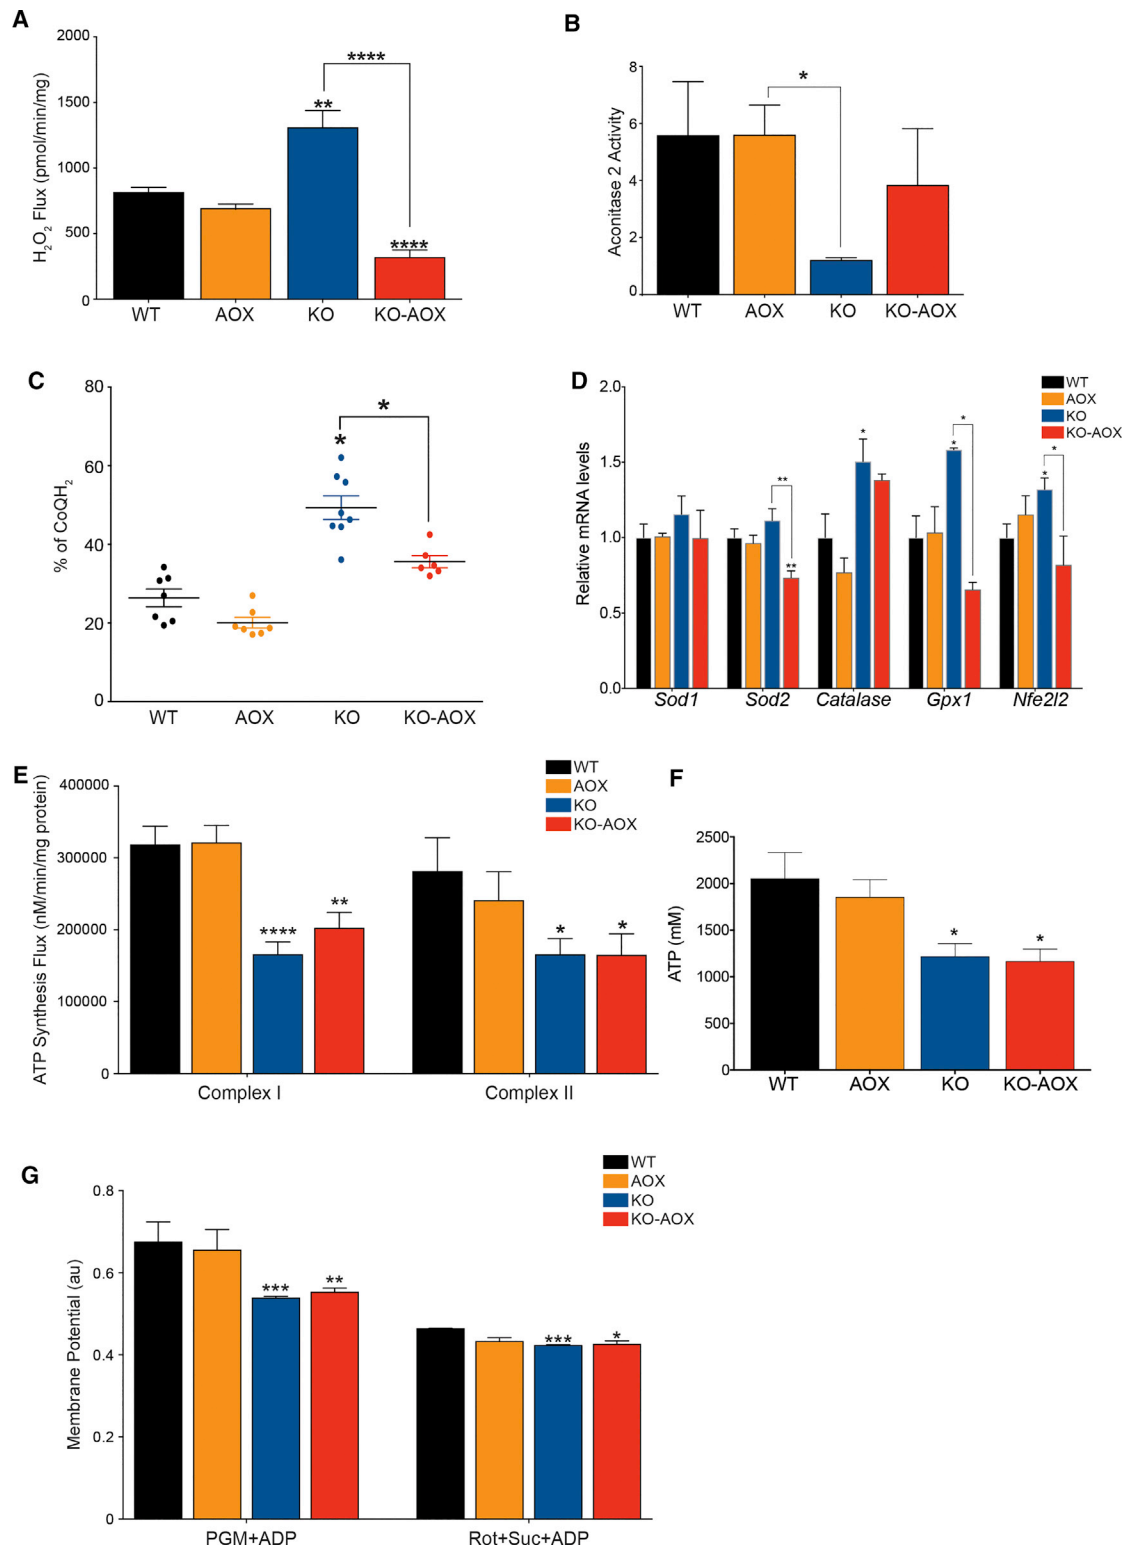 A
2000
1500
1000
500
0
H2O2 Flux (pmol/min/mg)
**
****
****
WT AOX KO KO-AOX
B
8
6
4
2
0
Aconitase 2 Activity
*
WT AOX KO KO-AOX
C
80
60
40
20
0
% of CoQH2
*
*
WT AOX KO KO-AOX
D
WT
AOX
KO
KO-AOX
2.0
1.5
1.0
0.5
0.0
Relative mRNA levels
**
**
*
*
*
*
*
Sod1 Sod2 Catalase Gpx1 Nfe2l2
E
WT
AOX
KO
KO-AOX
400000
300000
200000
100000
0
ATP Synthesis Flux (nM/min/mg protein)
****
**
*
*
Complex I Complex II
F
2500
2000
1500
1000
500
0
ATP (mM)
*
*
WT AOX KO KO-AOX
G
WT
AOX
KO
KO-AOX
0.8
0.6
0.4
0.2
0
Membrane Potential (au)
***
**
***
*
PGM+ADP Rot+Suc+ADP